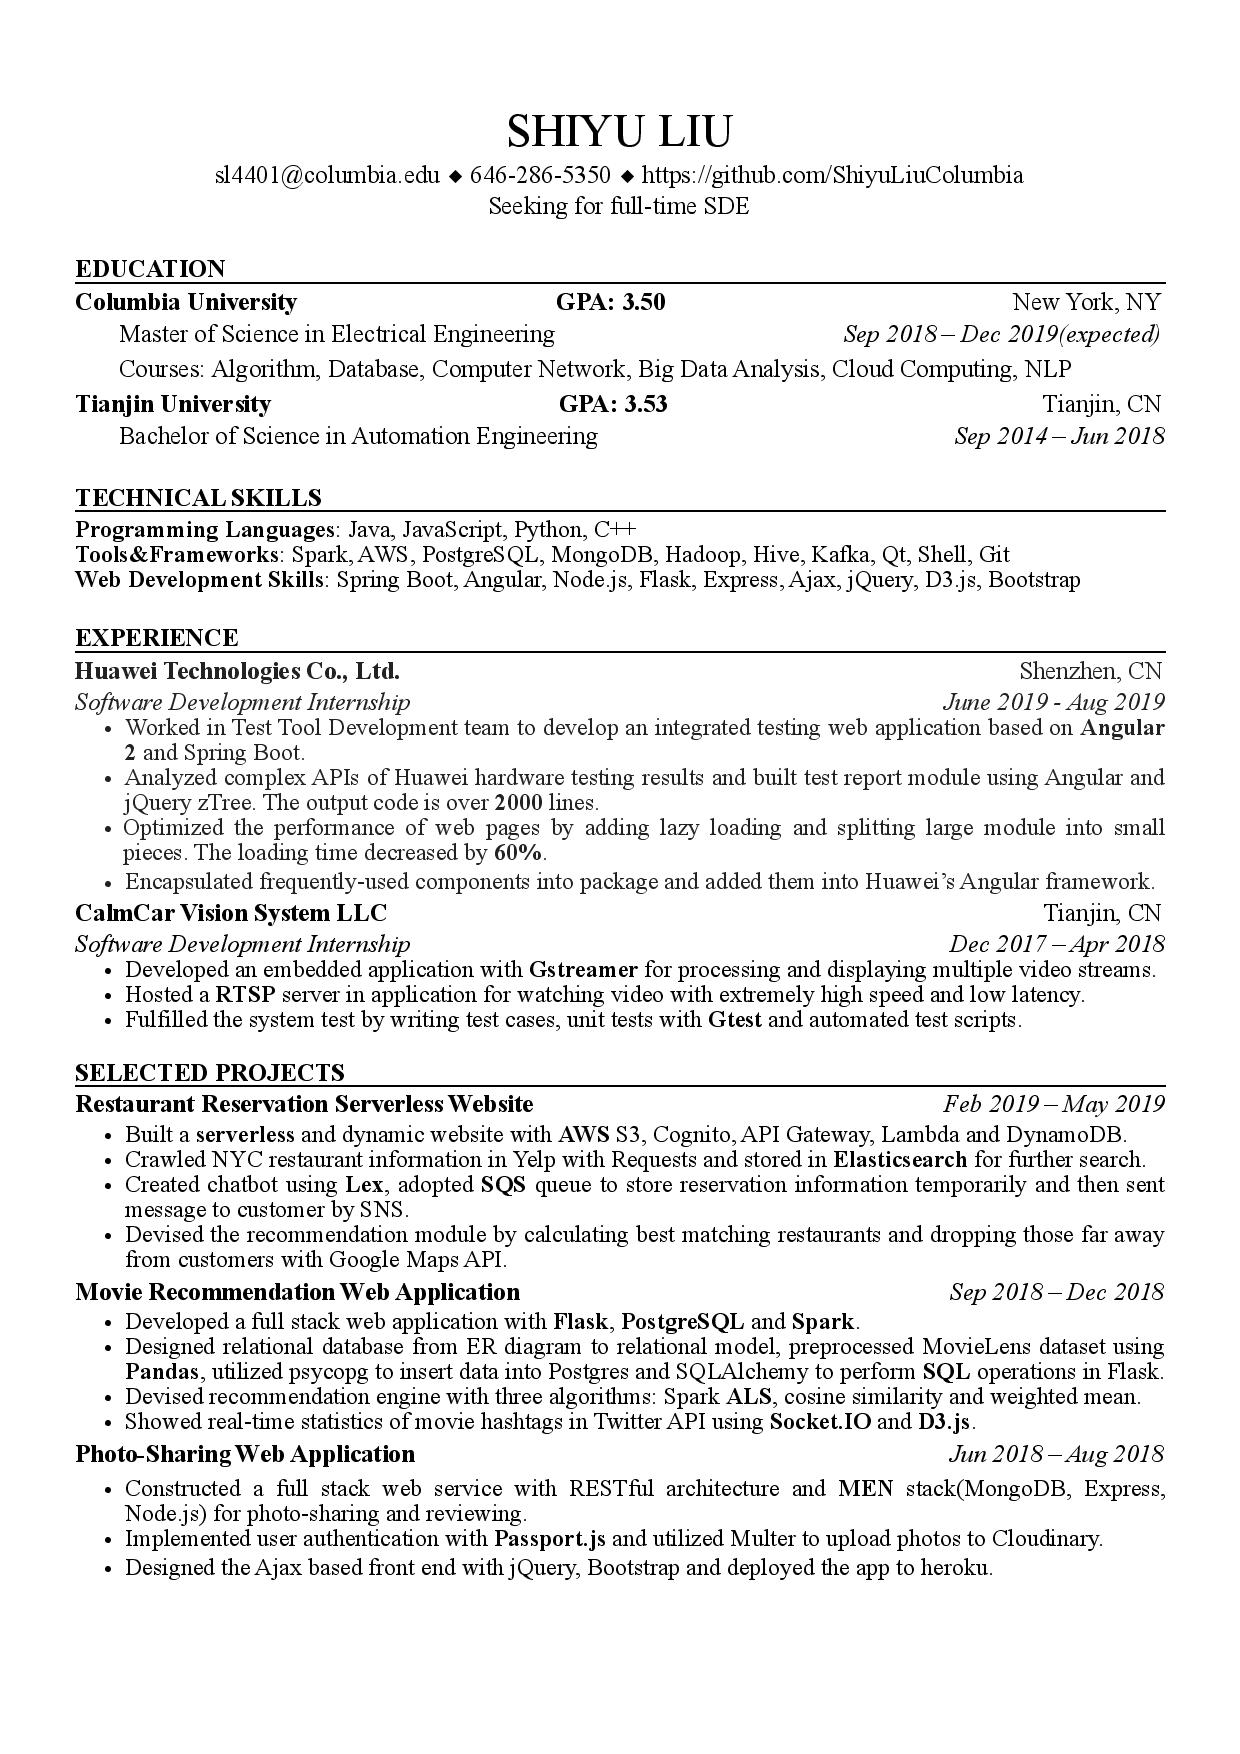 SHIYU LIU
sl4401@columbia.edu ◆ 646-286-5350 ◆ https://github.com/ShiyuLiuColumbia
Seeking for full-time SDE
EDUCATION
Columbia University GPA: 3.50 New York, NY
Master of Science in Electrical Engineering Sep 2018 – Dec 2019(expected)
Courses: Algorithm, Database, Computer Network, Big Data Analysis, Cloud Computing, NLP
Tianjin University GPA: 3.53 Tianjin, CN
Bachelor of Science in Automation Engineering Sep 2014 – Jun 2018
TECHNICAL SKILLS
Programming Languages: Java, JavaScript, Python, C++
Tools&Frameworks: Spark, AWS, PostgreSQL, MongoDB, Hadoop, Hive, Kafka, Qt, Shell, Git
Web Development Skills: Spring Boot, Angular, Node.js, Flask, Express, Ajax, jQuery, D3.js, Bootstrap
EXPERIENCE
Huawei Technologies Co., Ltd. Shenzhen, CN
Software Development Internship June 2019 - Aug 2019
• Worked in Test Tool Development team to develop an integrated testing web application based on Angular
2 and Spring Boot.
• Analyzed complex APIs of Huawei hardware testing results and built test report module using Angular and
jQuery zTree. The output code is over 2000 lines.
• Optimized the performance of web pages by adding lazy loading and splitting large module into small
pieces. The loading time decreased by 60%.
• Encapsulated frequently-used components into package and added them into Huawei’s Angular framework.
CalmCar Vision System LLC Tianjin, CN
Software Development Internship Dec 2017 – Apr 2018
• Developed an embedded application with Gstreamer for processing and displaying multiple video streams.
• Hosted a RTSP server in application for watching video with extremely high speed and low latency.
• Fulfilled the system test by writing test cases, unit tests with Gtest and automated test scripts.
SELECTED PROJECTS
Restaurant Reservation Serverless Website Feb 2019 – May 2019
• Built a serverless and dynamic website with AWS S3, Cognito, API Gateway, Lambda and DynamoDB.
• Crawled NYC restaurant information in Yelp with Requests and stored in Elasticsearch for further search.
• Created chatbot using Lex, adopted SQS queue to store reservation information temporarily and then sent
message to customer by SNS.
• Devised the recommendation module by calculating best matching restaurants and dropping those far away
from customers with Google Maps API.
Movie Recommendation Web Application Sep 2018 – Dec 2018
• Developed a full stack web application with Flask, PostgreSQL and Spark.
• Designed relational database from ER diagram to relational model, preprocessed MovieLens dataset using
Pandas, utilized psycopg to insert data into Postgres and SQLAlchemy to perform SQL operations in Flask.
• Devised recommendation engine with three algorithms: Spark ALS, cosine similarity and weighted mean.
• Showed real-time statistics of movie hashtags in Twitter API using Socket.IO and D3.js.
Photo-Sharing Web Application Jun 2018 – Aug 2018
• Constructed a full stack web service with RESTful architecture and MEN stack(MongoDB, Express,
Node.js) for photo-sharing and reviewing.
• Implemented user authentication with Passport.js and utilized Multer to upload photos to Cloudinary.
• Designed the Ajax based front end with jQuery, Bootstrap and deployed the app to heroku.